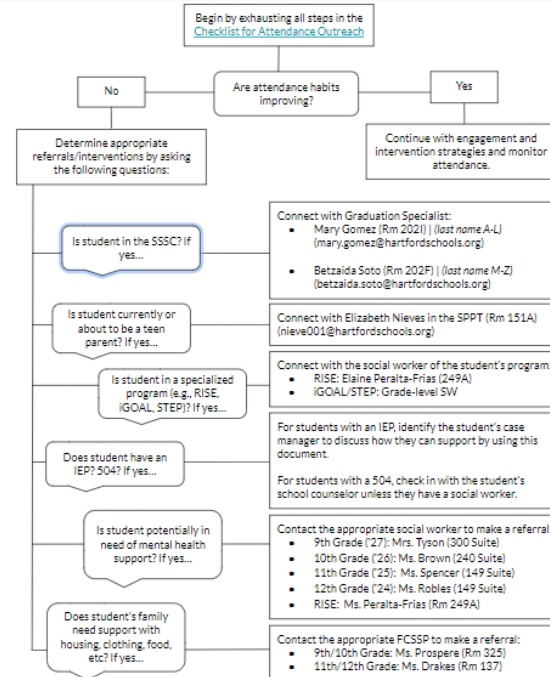 Begin by exhausting all steps in the
Checklist for Attendance Outreach
No
Are attendance habits
improving?
Yes
Determine appropriate
referrals/interventions by asking
the following questions:
Continue with engagement and
intervention strategies and monitor
attendance.
Is student in the SSSC? If
yes...
Connect with Graduation Specialist:
• Mary Gomez (Rm 202I) | (last name A-L)
(mary.gomez@hartfordschools.org)
• Betzaida Soto (Rm 202F) | (last name M-Z)
(betzaida.soto@hartfordschools.org)
Is student currently or
about to be a teen
parent? If yes...
Connect with Elizabeth Nieves in the SPPT (Rm 151A)
(nieve001@hartfordschools.org)
Is student in a specialized
program (e.g., RISE,
iGOAL, STEP)? If yes...
Connect with the social worker of the student's program:
• RISE: Elaine Peralta-Frias (249A)
• iGOAL/STEP: Grade-level SW
Does student have an
IEP? 504? If yes...
For students with an IEP, identify the student's case
manager to discuss how they can support by using this
document.
For students with a 504, check in with the student's
school counselor unless they have a social worker.
Is student potentially in
need of mental health
support? If yes...
Contact the appropriate social worker to make a referral:
• 9th Grade ('27): Mrs. Tyson (300 Suite)
• 10th Grade ('26): Ms. Brown (240 Suite)
• 11th Grade ('25): Ms. Spencer (149 Suite)
• 12th Grade ('24): Ms. Robles (149 Suite)
• RISE: Ms. Peralta-Frias (Rm 249A)
Does student's family
need support with
housing, clothing, food,
etc? If yes...
Contact the appropriate FCSSP to make a referral:
• 9th/10th Grade: Ms. Prospere (Rm 325)
• 11th/12th Grade: Ms. Drakes (Rm 137)